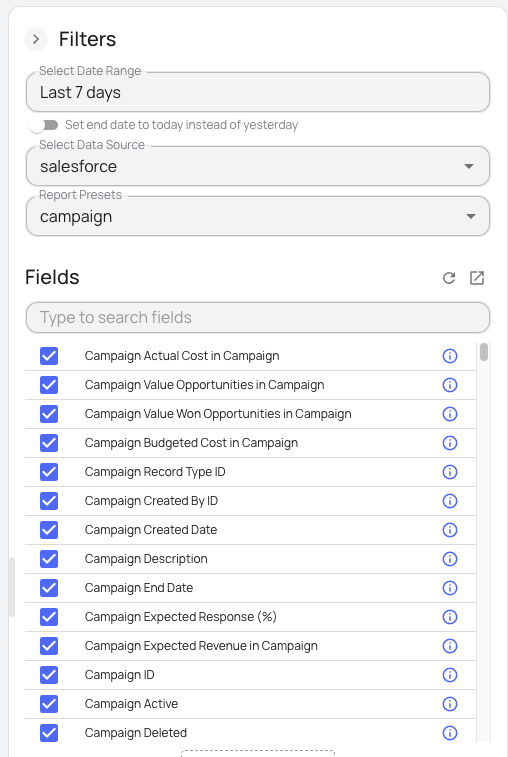 Filters
Select Date Range
Last 7 days
Set end date to today instead of yesterday
Select Data Source
salesforce
Report Presets
campaign
Fields
Type to search fields
Campaign Actual Cost in Campaign
Campaign Value Opportunities in Campaign
Campaign Value Won Opportunities in Campaign
Campaign Budgeted Cost in Campaign
Campaign Record Type ID
Campaign Created By ID
Campaign Created Date
Campaign Description
Campaign End Date
Campaign Expected Response (%)
Campaign Expected Revenue in Campaign
Campaign ID
Campaign Active
Campaign Deleted